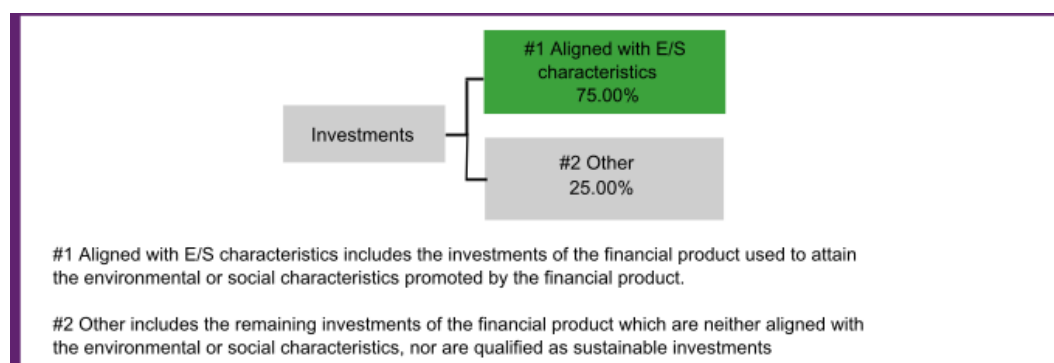 #1 Aligned with E/S
characteristics
75.00%
Investments
#2 Other
25.00%
#1 Aligned with E/S characteristics includes the investments of the financial product used to attain
the environmental or social characteristics promoted by the financial product.
#2 Other includes the remaining investments of the financial product which are neither aligned with
the environmental or social characteristics, nor are qualified as sustainable investments